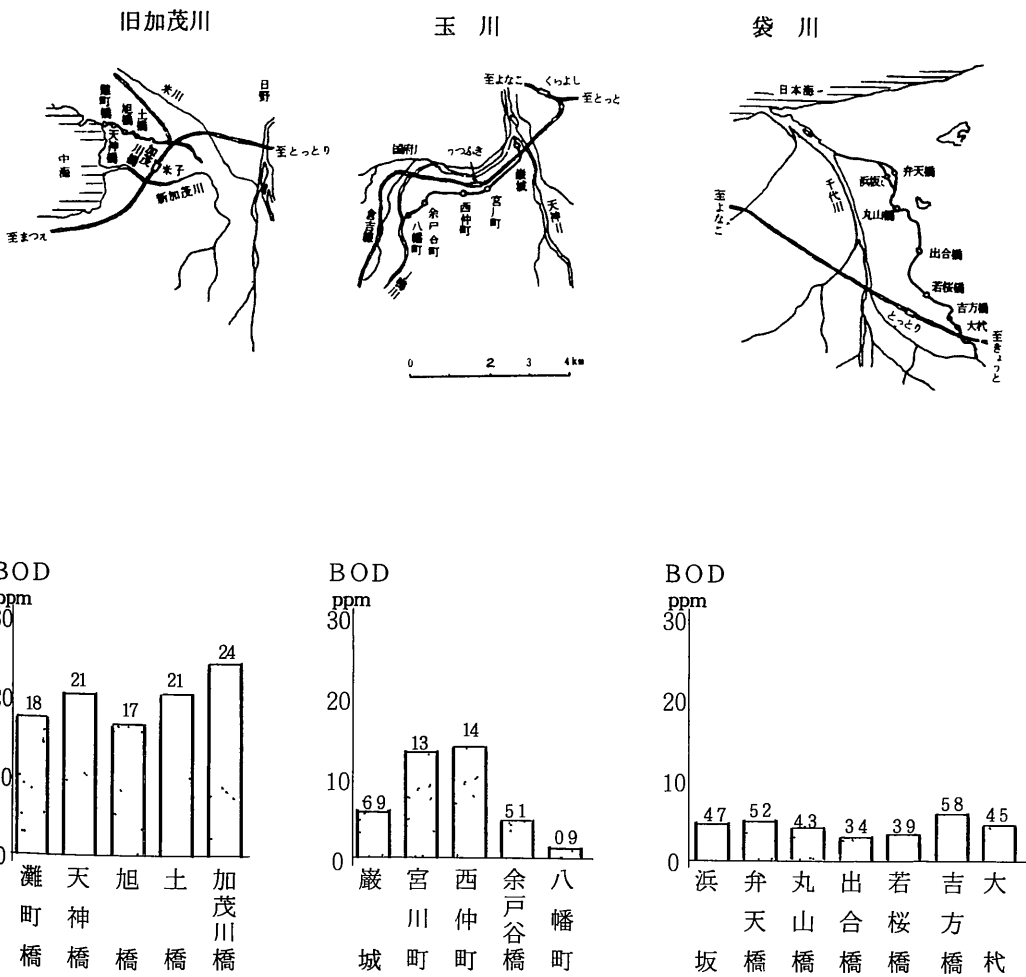 旧加茂川
玉川
袋川
米川
日野
灘町橋
旭橋
土橋
天神橋
加茂川橋
米子
中海
新加茂川
至とっとり
至まつえ
至よなこ
くらよし
至とっと
国府川
うつぶき
巌城
宮川町
西仲町
余戸谷町
八幡町
倉吉線
天神川
0 2 3 4km
日本海
千代川
弁天橋
浜坂
丸山橋
出合橋
若桜橋
吉方橋
大杙
とっとり
至よなご
至きょうと
BOD
ppm
30
20
10
0
18
21
17
21
24
灘町橋
天神橋
旭橋
土橋
加茂川橋
BOD
ppm
30
20
10
0
69
13
14
51
09
巌城
宮川町
西仲町
余戸谷橋
八幡町
BOD
ppm
30
20
10
0
47
52
43
34
39
58
45
浜坂
弁天橋
丸山橋
出合橋
若桜橋
吉方橋
大杙